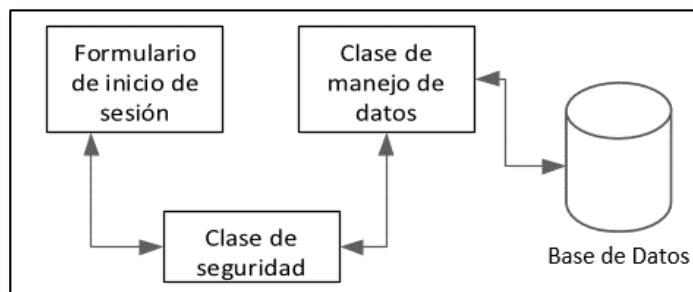 Formulario
de inicio de
sesión
Clase de
manejo de
datos
Clase de
seguridad
Base de Datos